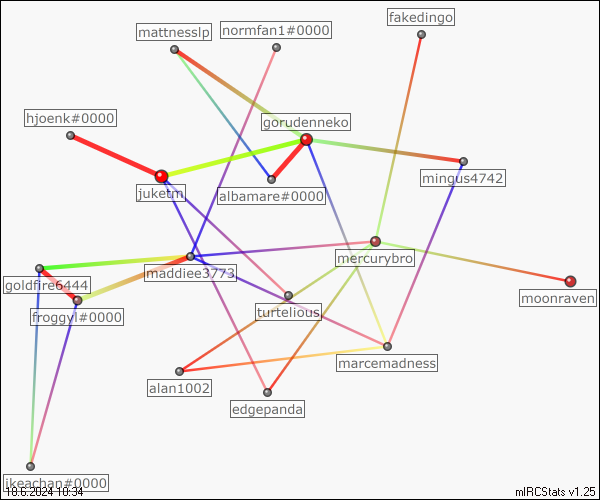 fakedingo
mattnesslp
normfan1#0000
hjoenk#0000
gorudenneko
mingus4742
juketm
albamare#0000
mercurybro
maddiee3773
goldfire6444
moonraven
froggyl#0000
turtelious
marcemadness
alan1002
edgepanda
ikeachan#0000
18.6.2024 10:34
mIRCStats v1.25